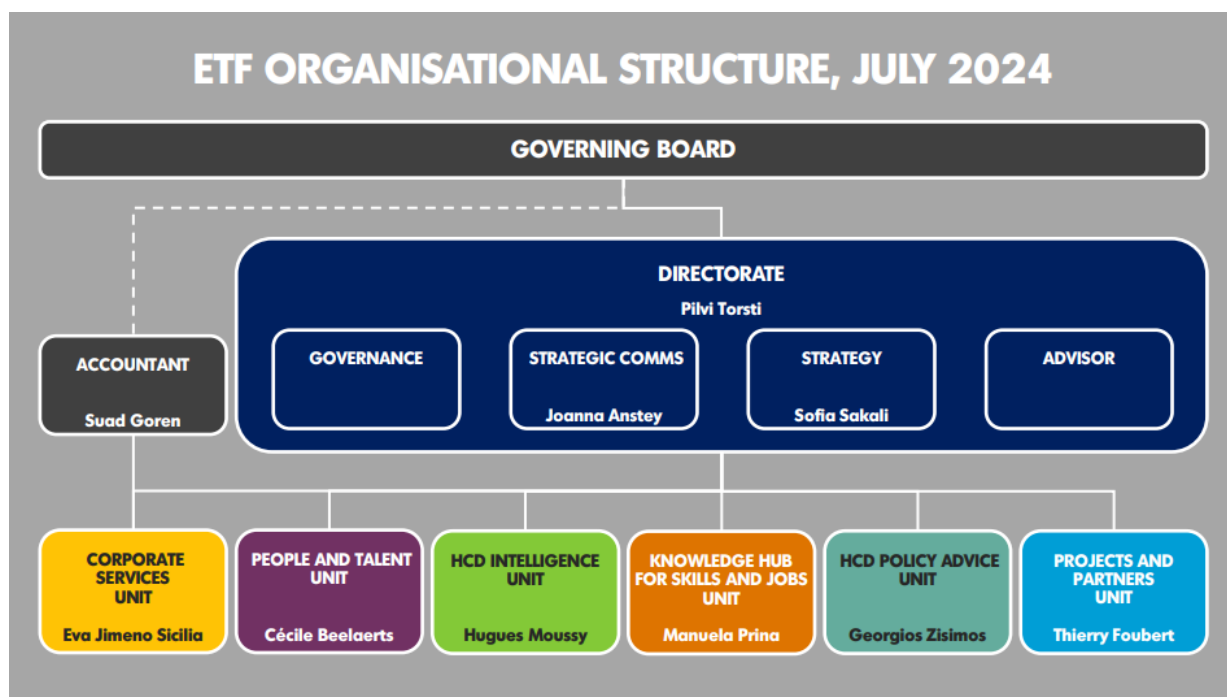 ETF ORGANISATIONAL STRUCTURE, JULY 2024
GOVERNING BOARD
DIRECTORATE
Pilvi Torsti
ACCOUNTANT
Suad Goren
GOVERNANCE
STRATEGIC COMMS
Joanna Anstey
STRATEGY
Sofia Sakali
ADVISOR
CORPORATE
SERVICES
UNIT
Eva Jimeno Sicilia
PEOPLE AND TALENT
UNIT
Cécile Beelaerts
HCD INTELLIGENCE
UNIT
Hugues Moussy
KNOWLEDGE HUB
FOR SKILLS AND JOBS
UNIT
Manuela Prina
HCD POLICY ADVICE
UNIT
Georgios Zisimos
PROJECTS AND
PARTNERS
UNIT
Thierry Foubert